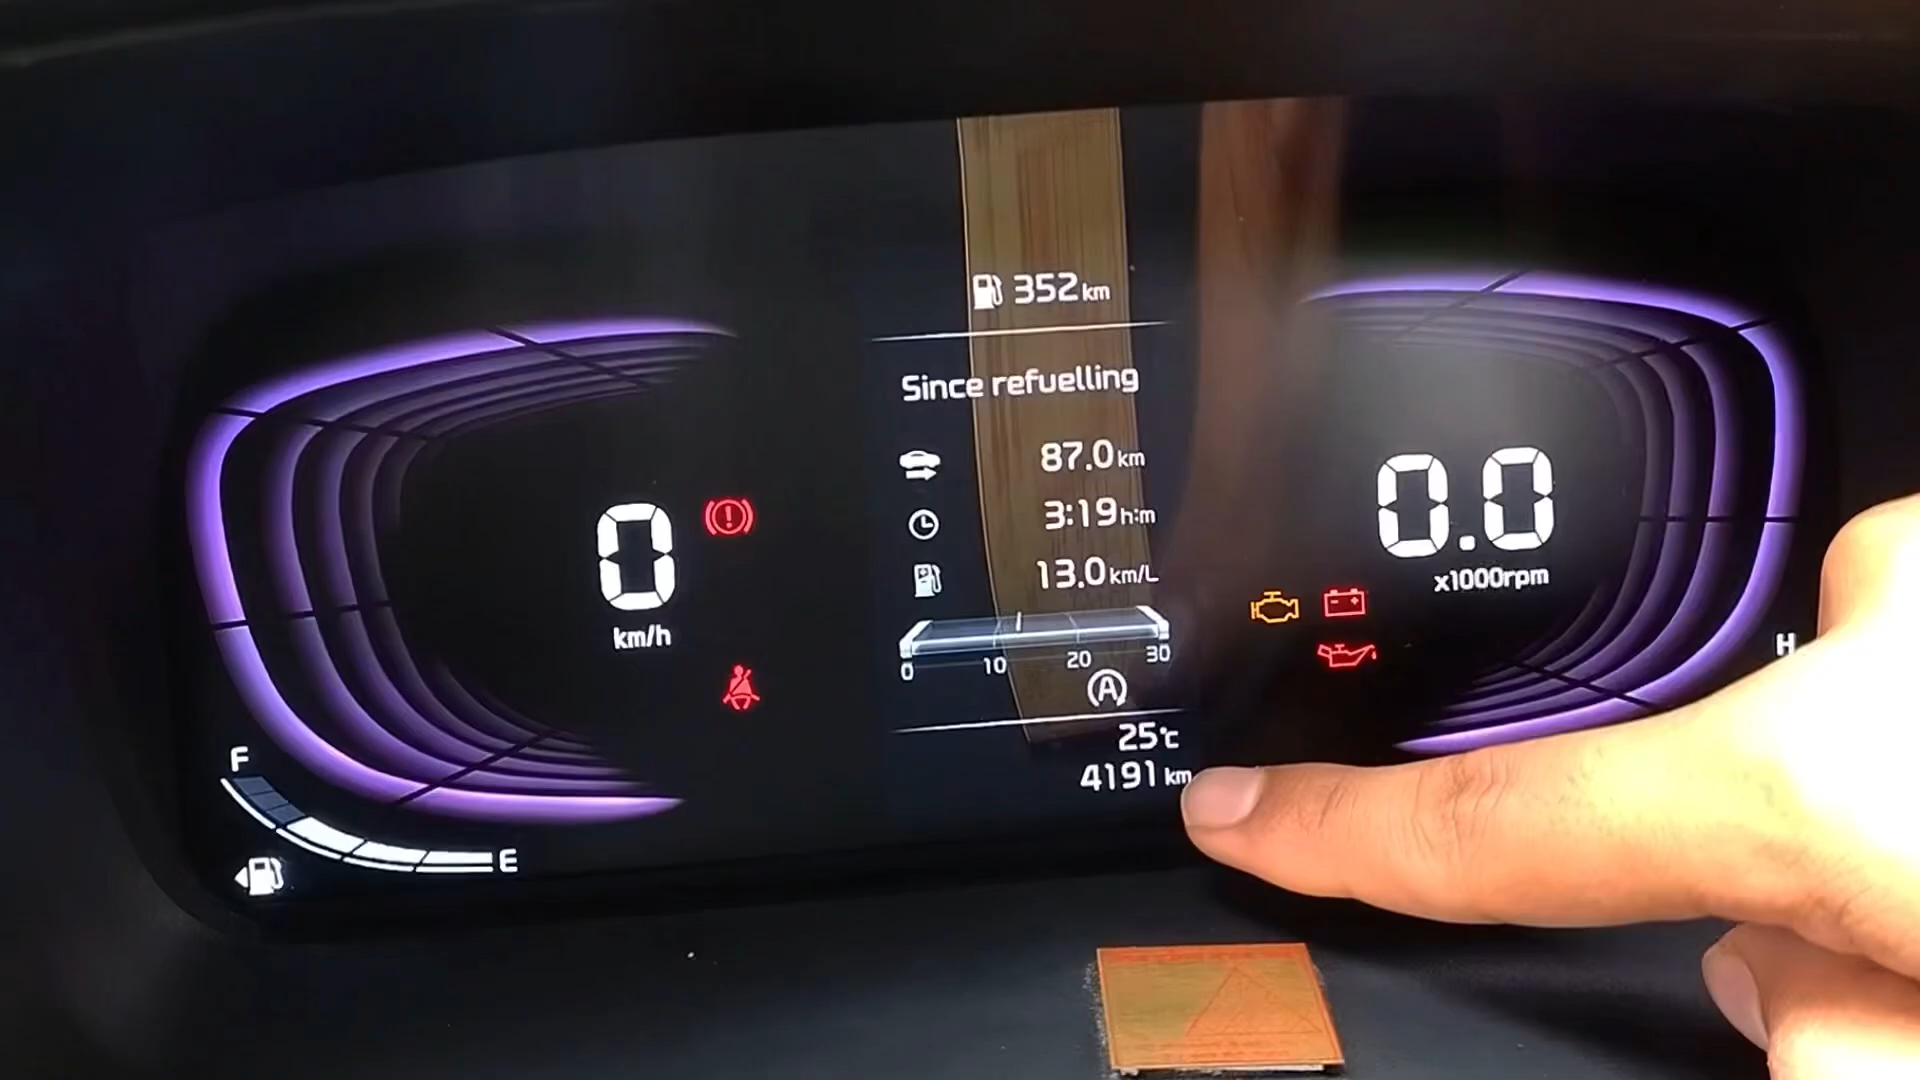 352 km
Since refuelling
87.0 km
3:19 h:m
13.0 km/L
0 10 20 30
A
25°C
4191 km
0
km/h
F
E
0.0
x1000rpm
H